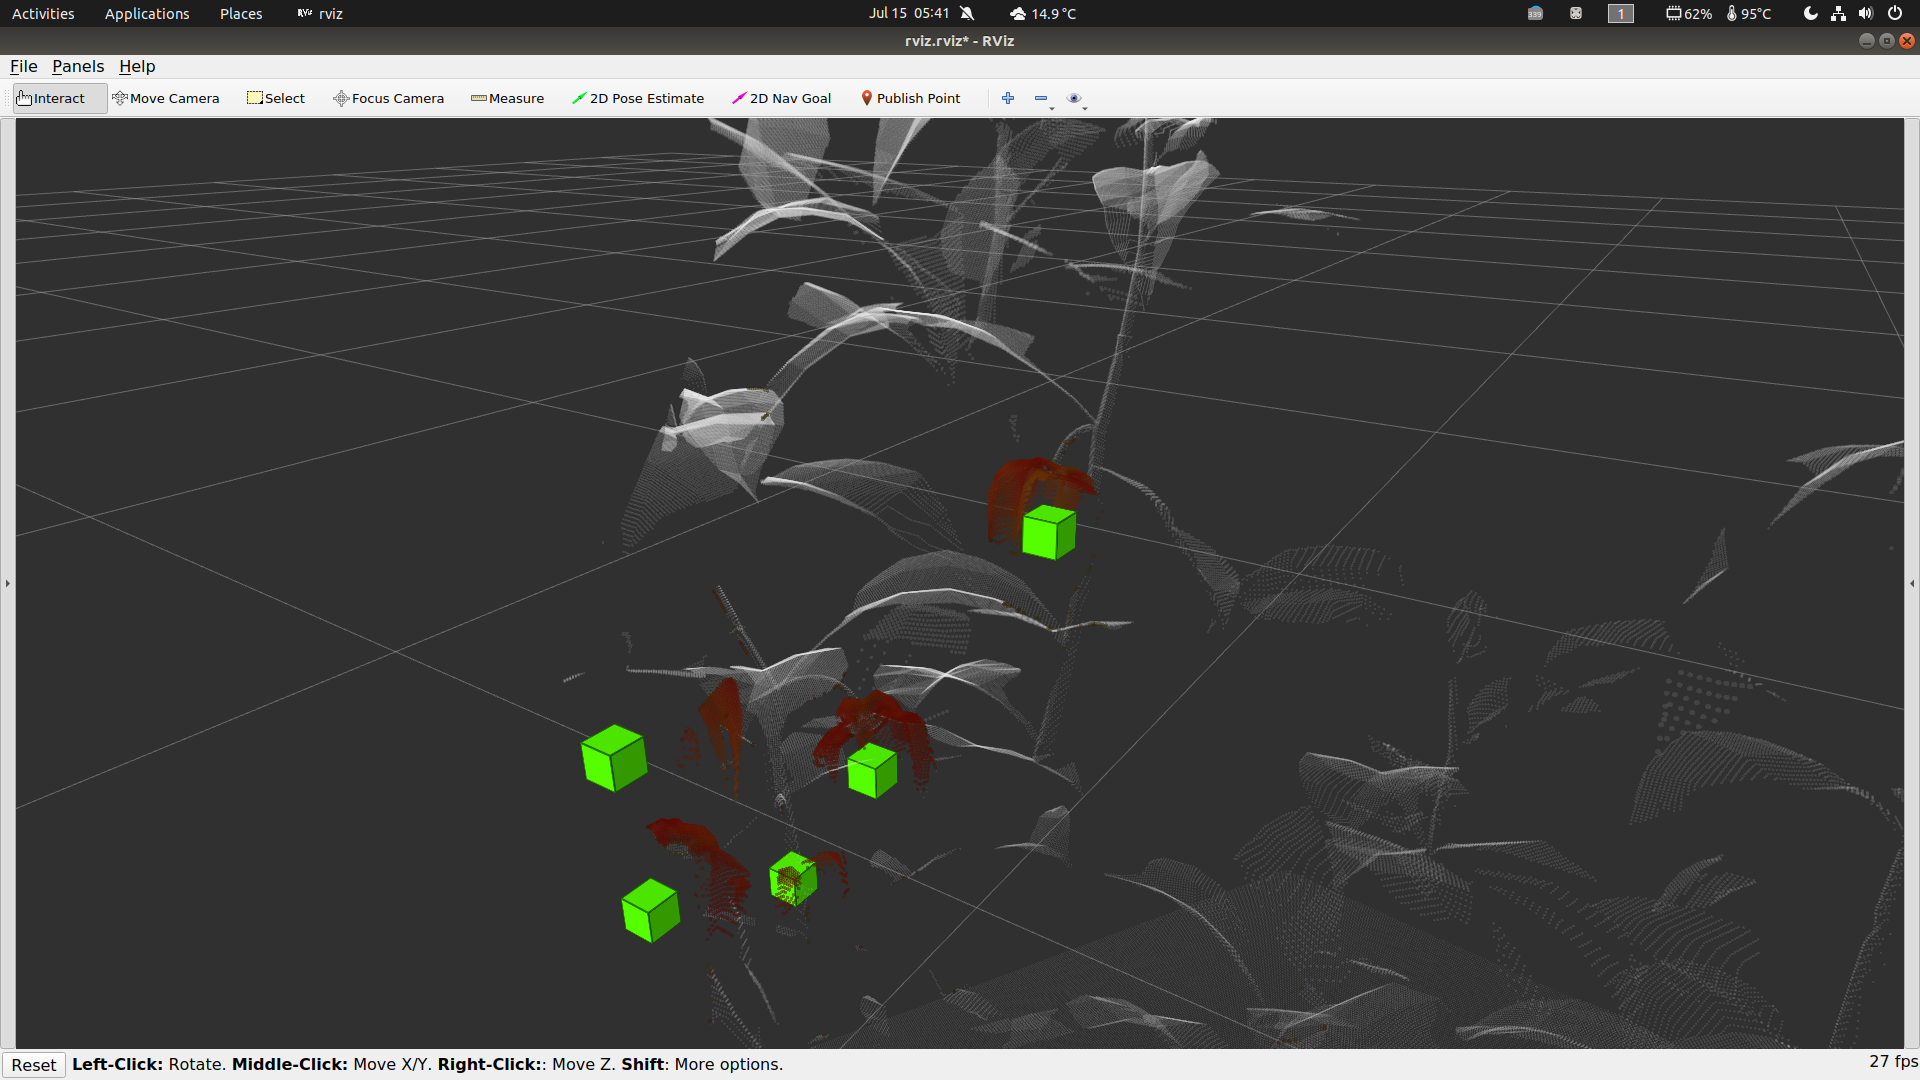 Activities Applications Places RViz rviz Jul 15 05:41 14.9 °C 339 1 62% 95°C
rviz.rviz* - RViz
File Panels Help
Interact Move Camera Select Focus Camera Measure 2D Pose Estimate 2D Nav Goal Publish Point
Reset Left-Click: Rotate. Middle-Click: Move X/Y. Right-Click:: Move Z. Shift: More options. 27 fps